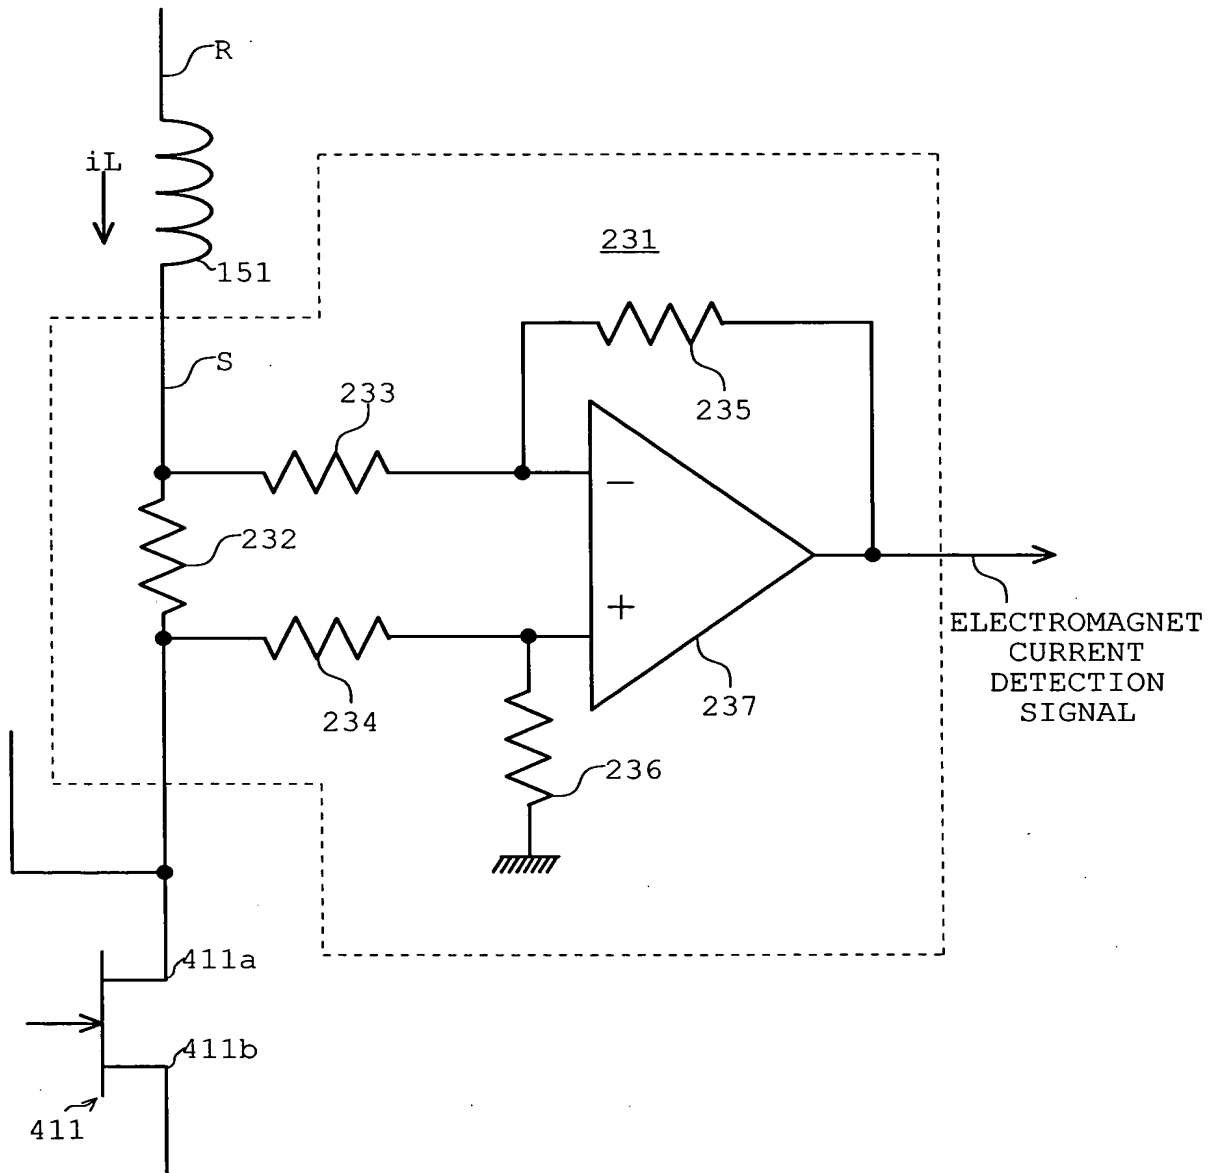 R
iL
151
231
S
233
235
232
−
+
ELECTROMAGNET
CURRENT
DETECTION
SIGNAL
234
237
236
411a
411b
411